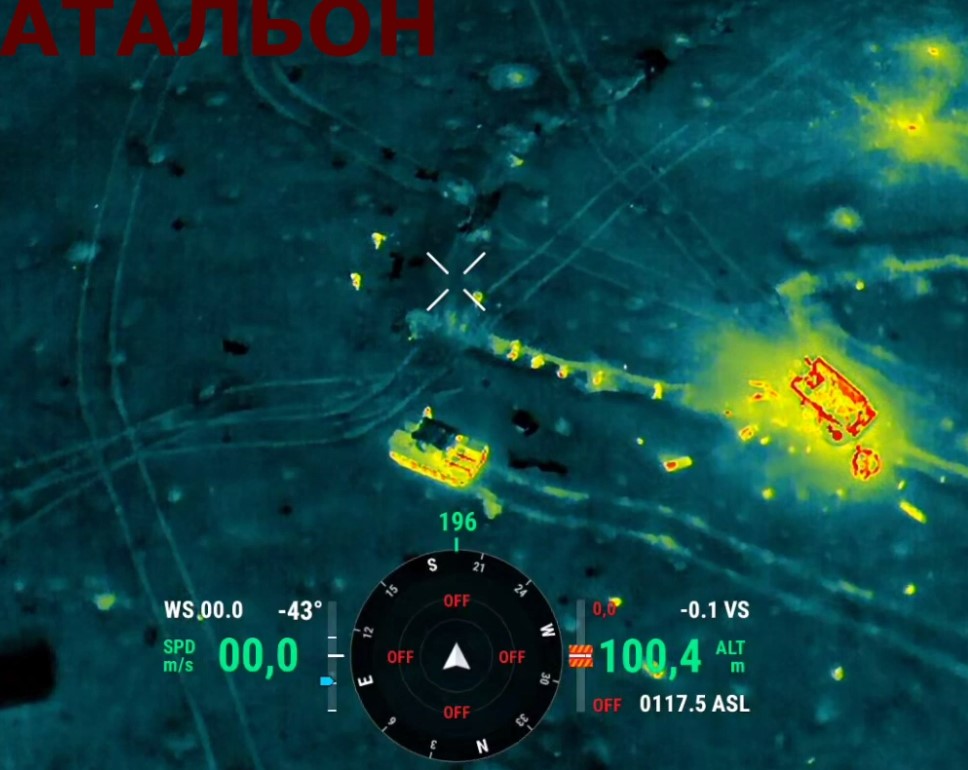 АТАЛЬОН
196
S
21
24
W
30
33
N
3
6
E
12
15
OFF
OFF
OFF
OFF
WS 00.0 -43°
SPD
m/s
00,0
0,0 -0.1 VS
100,4
ALT
m
OFF 0117.5 ASL